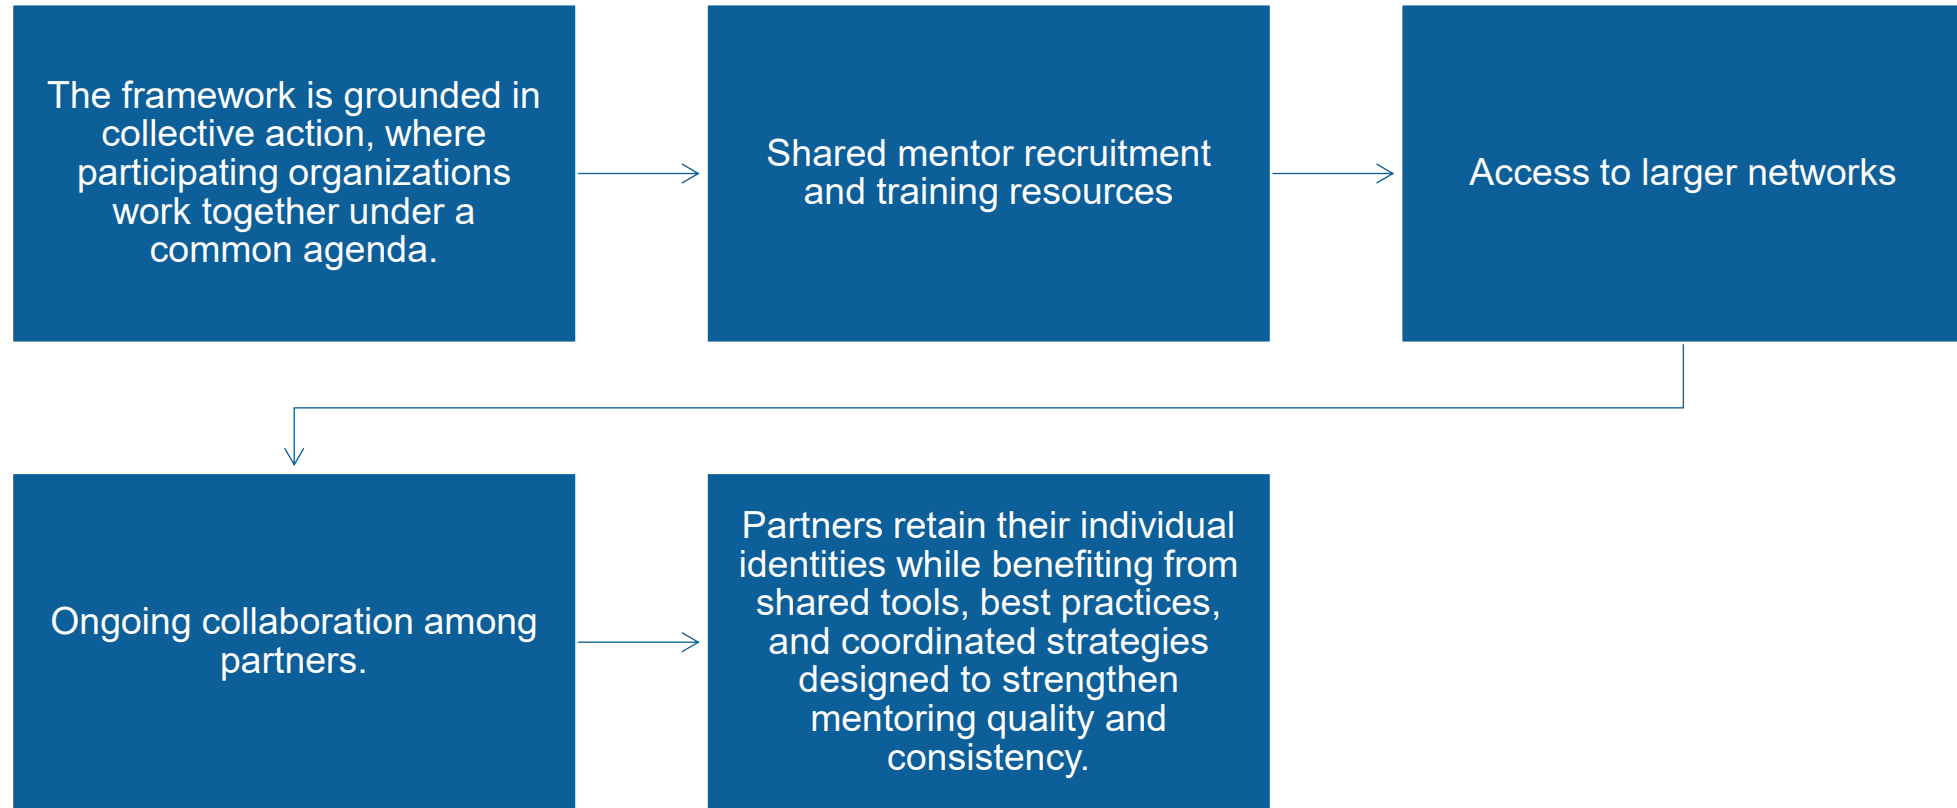 The framework is grounded in
collective action, where
participating organizations
work together under a
common agenda.
Shared mentor recruitment
and training resources
Access to larger networks
Ongoing collaboration among
partners.
Partners retain their individual
identities while benefiting from
shared tools, best practices,
and coordinated strategies
designed to strengthen
mentoring quality and
consistency.